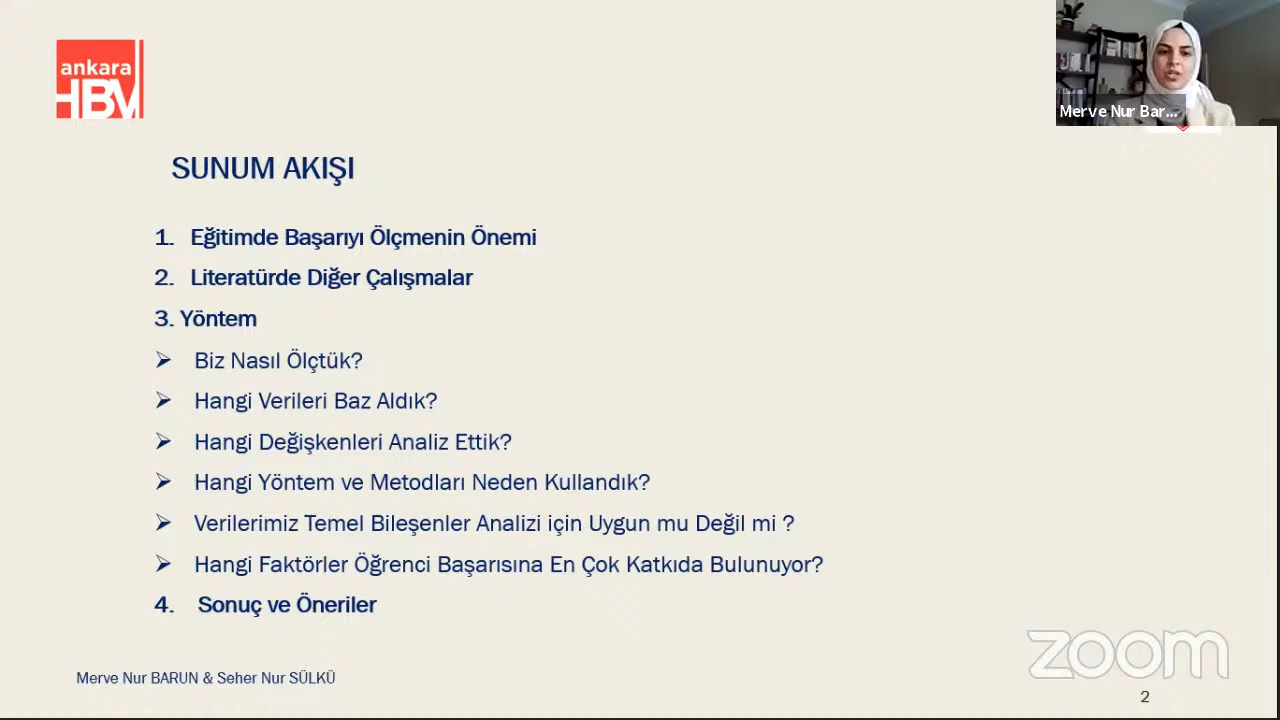 ankara
HBV
Merve Nur Bar...
SUNUM AKIŞI
1. Eğitimde Başarıyı Ölçmenin Önemi
2. Literatürde Diğer Çalışmalar
3. Yöntem
➢ Biz Nasıl Ölçtük?
➢ Hangi Verileri Baz Aldık?
➢ Hangi Değişkenleri Analiz Ettik?
➢ Hangi Yöntem ve Metodları Neden Kullandık?
➢ Verilerimiz Temel Bileşenler Analizi için Uygun mu Değil mi ?
➢ Hangi Faktörler Öğrenci Başarısına En Çok Katkıda Bulunuyor?
4. Sonuç ve Öneriler
zoom
Merve Nur BARUN & Seher Nur SÜLKÜ
2